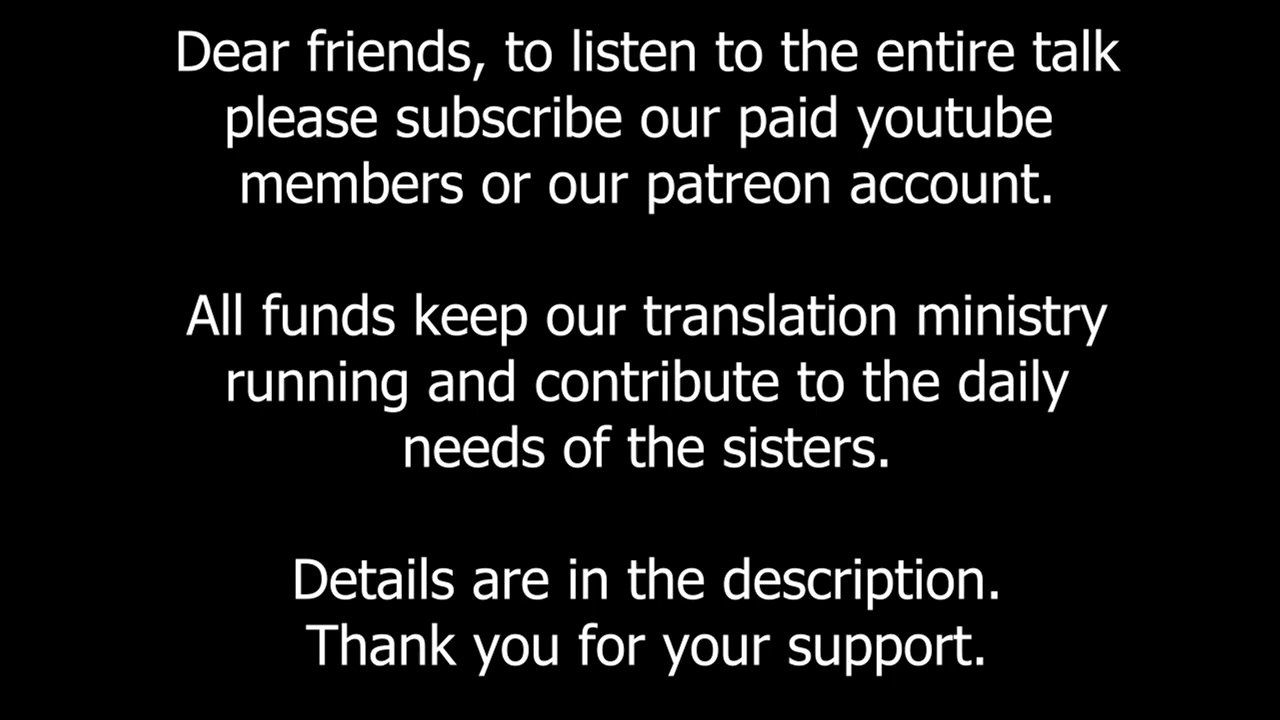 Dear friends, to listen to the entire talk
please subscribe our paid youtube
members or our patreon account.
All funds keep our translation ministry
running and contribute to the daily
needs of the sisters.
Details are in the description.
Thank you for your support.